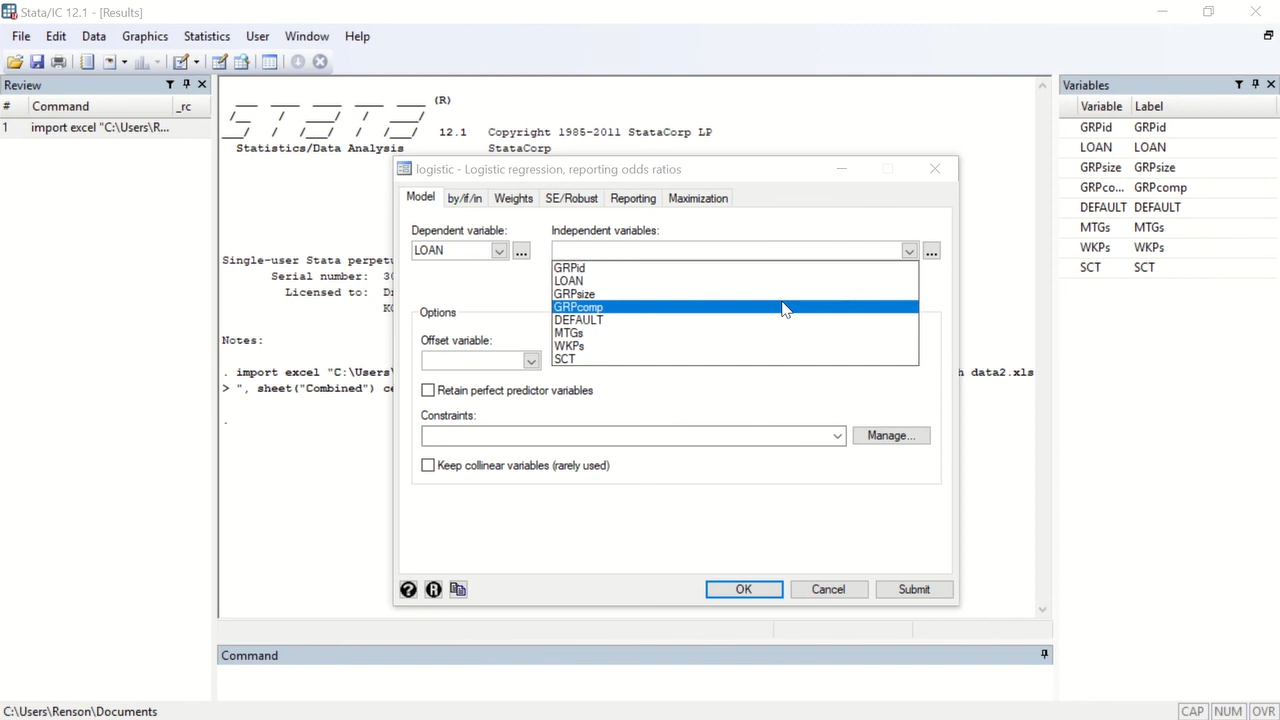 Stata/IC 12.1 - [Results]
File Edit Data Graphics Statistics User Window Help
Review
# Command _rc
1 import excel "C:\Users\R...
(R)
12.1 Copyright 1985-2011 StataCorp LP
Statistics/Data Analysis StataCorp
Single-user Stata perpetu
Serial number: 3
Licensed to: D
K
Notes:
. import excel "C:\Users\ h data2.xls
> ", sheet("Combined") ce
.
logistic - Logistic regression, reporting odds ratios
Model by/if/in Weights SE/Robust Reporting Maximization
Dependent variable: Independent variables:
LOAN ... ...
GRPid
LOAN
GRPsize
GRPcomp
DEFAULT
MTGs
WKPs
SCT
Options
Offset variable:
Retain perfect predictor variables
Constraints:
Manage...
Keep collinear variables (rarely used)
? R OK Cancel Submit
Variables
Variable Label
GRPid GRPid
LOAN LOAN
GRPsize GRPsize
GRPco... GRPcomp
DEFAULT DEFAULT
MTGs MTGs
WKPs WKPs
SCT SCT
Command
C:\Users\Renson\Documents CAP NUM OVR